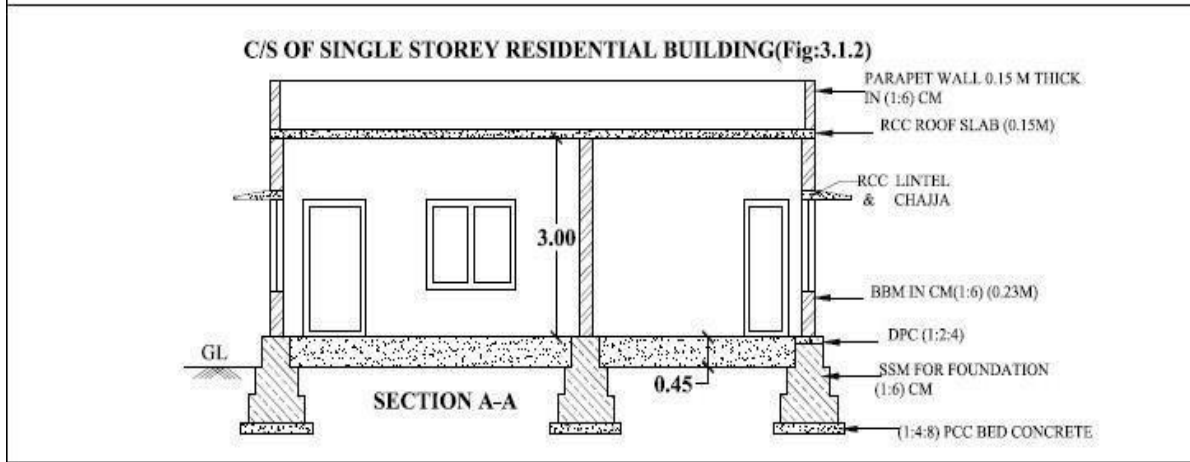 C/S OF SINGLE STOREY RESIDENTIAL BUILDING(Fig:3.1.2)
PARAPET WALL 0.15 M THICK
IN (1:6) CM
RCC ROOF SLAB (0.15M)
RCC LINTEL
& CHAJJA
3.00
BBM IN CM(1:6) (0.23M)
DPC (1:2:4)
GL
SSM FOR FOUNDATION
(1:6) CM
0.45
SECTION A-A
(1:4:8) PCC BED CONCRETE